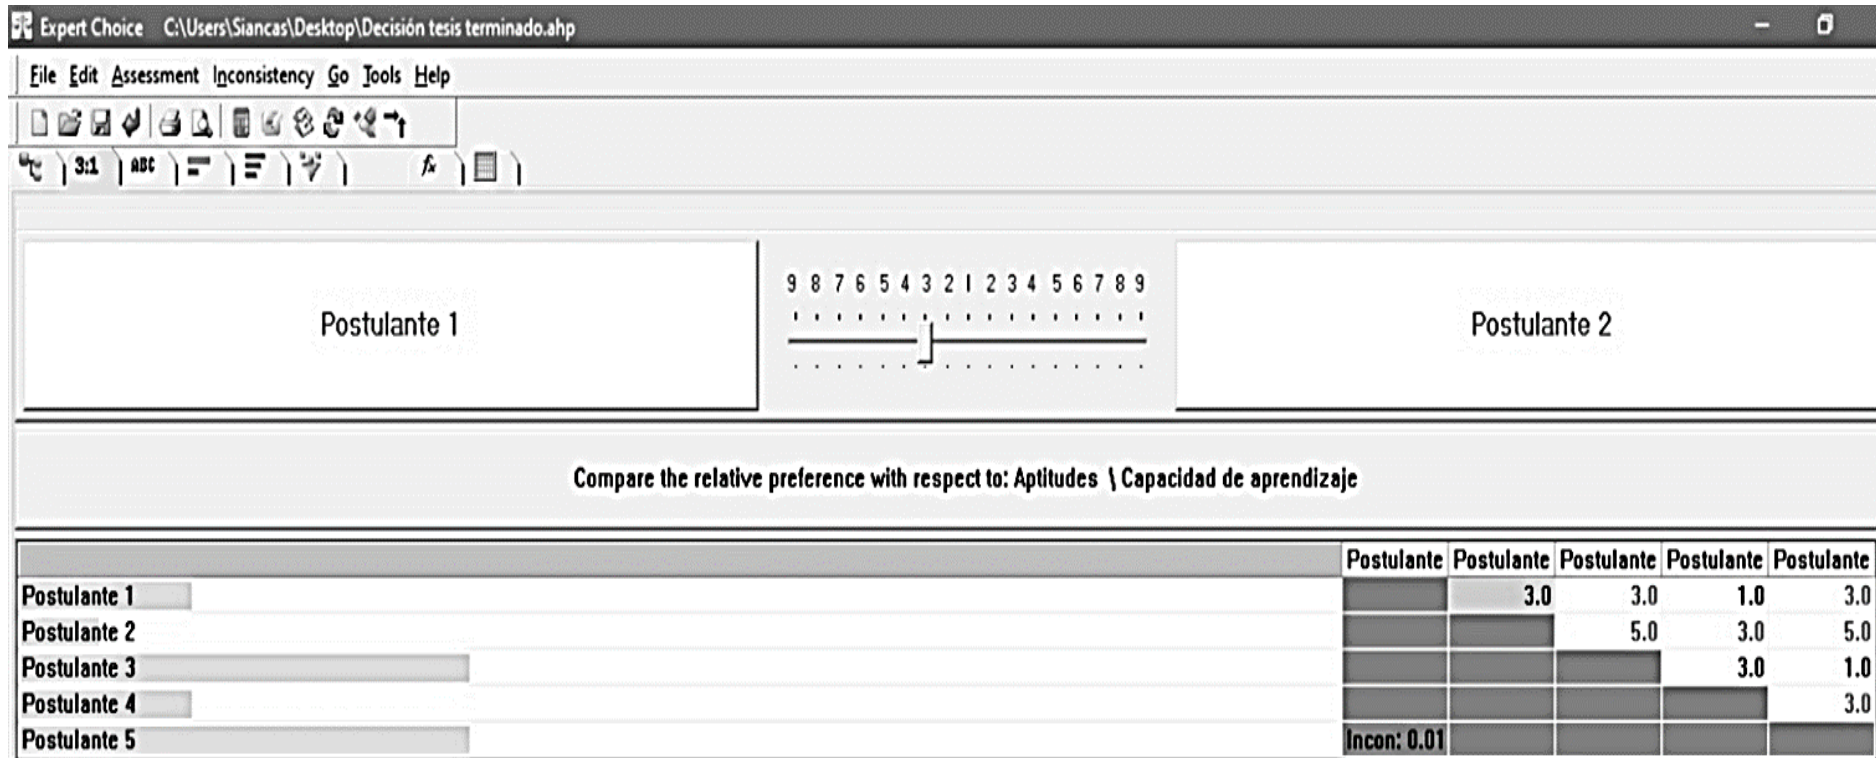 Expert Choice C:\Users\Siancas\Desktop\Decisión tesis terminado.ahp
File Edit Assessment Inconsistency Go Tools Help
3:1 ABC fx
9 8 7 6 5 4 3 2 1 2 3 4 5 6 7 8 9
Postulante 1 Postulante 2
Compare the relative preference with respect to: Aptitudes \ Capacidad de aprendizaje
Postulante Postulante Postulante Postulante Postulante
Postulante 1 3.0 3.0 1.0 3.0
Postulante 2 5.0 3.0 5.0
Postulante 3 3.0 1.0
Postulante 4 3.0
Postulante 5 Incon: 0.01